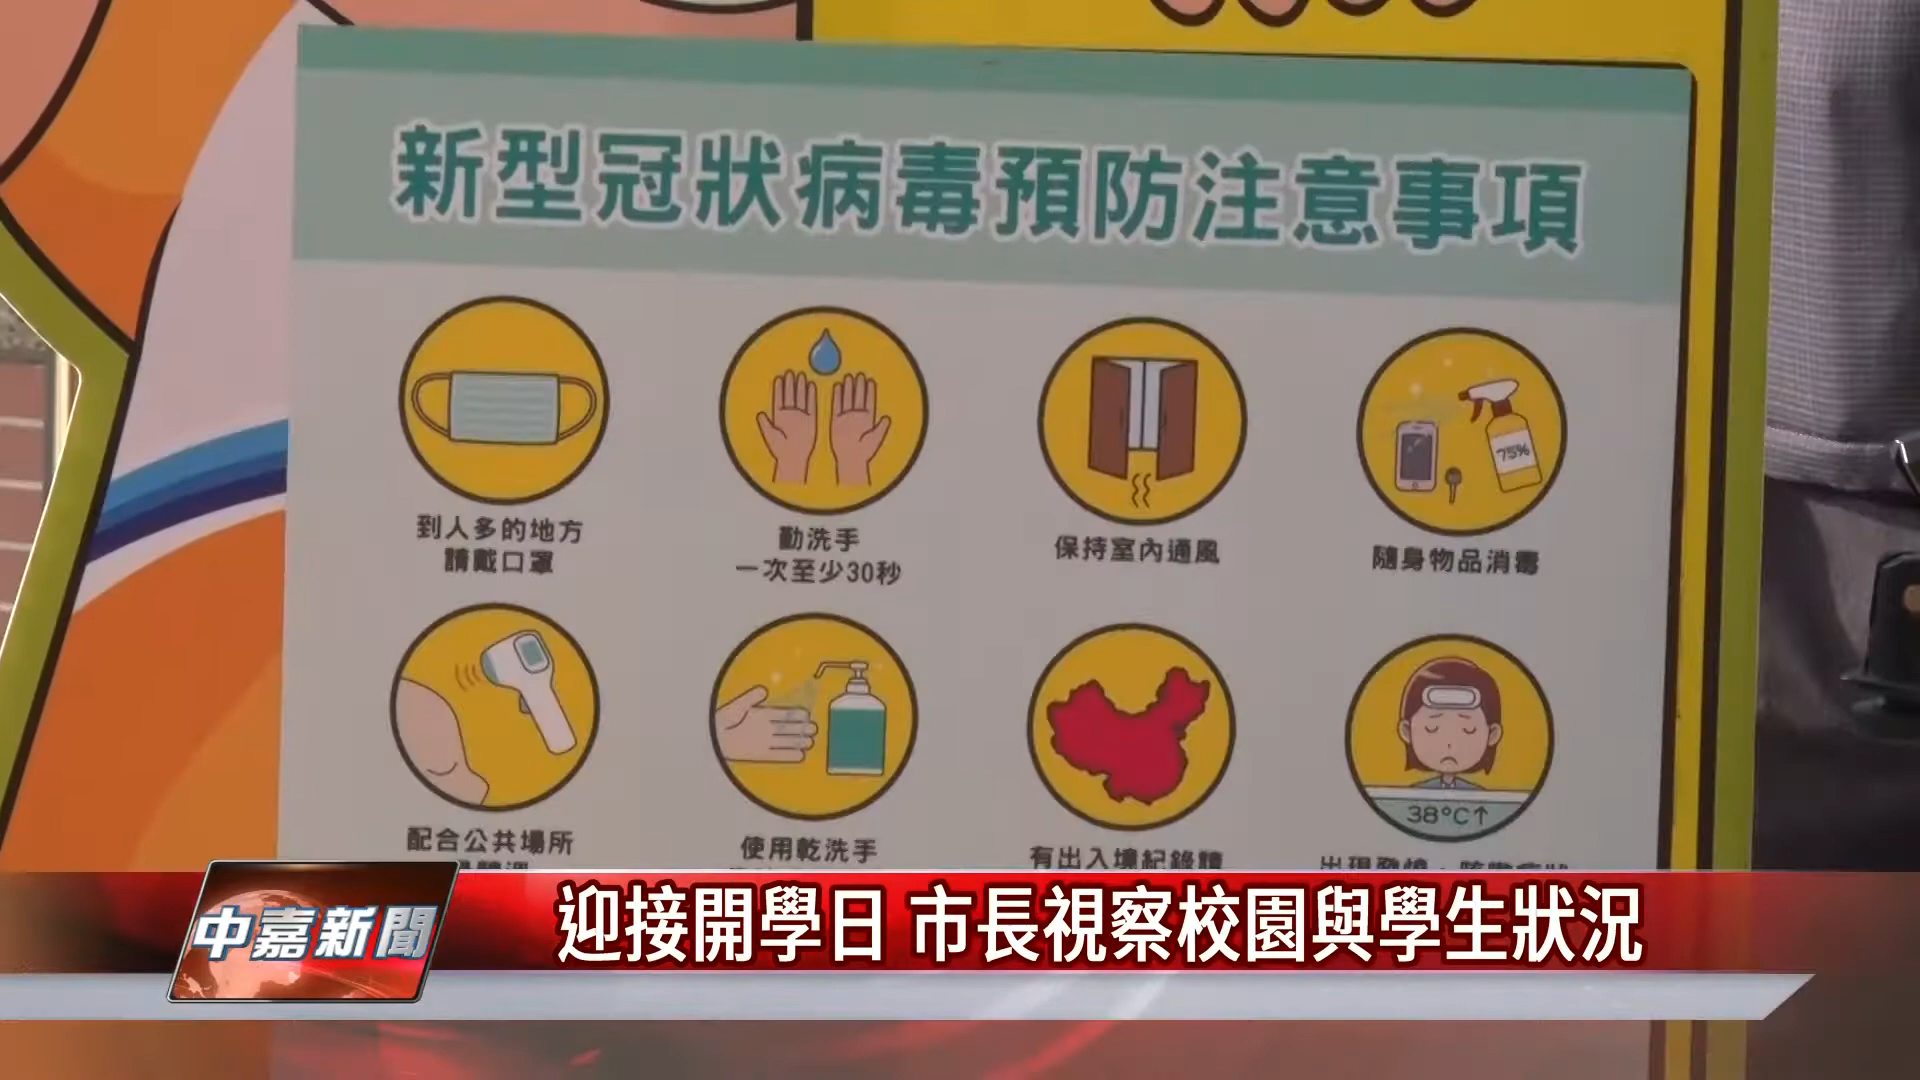 新型冠狀病毒預防注意事項
到人多的地方
請戴口罩
勤洗手
一次至少30秒
保持室內通風
75%
隨身物品消毒
配合公共場所
使用乾洗手
有出入境紀錄請
38°C↑
中嘉新聞
迎接開學日 市長視察校園與學生狀況